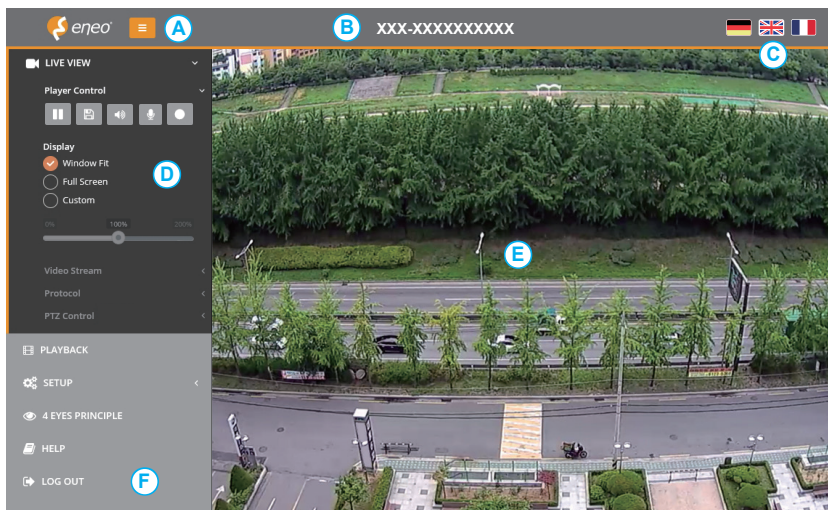 eneo
A
B
XXX-XXXXXXXXXX
C
LIVE VIEW
Player Control
Display
Window Fit
D
Full Screen
Custom
0% 100% 200%
E
Video Stream
Protocol
PTZ Control
PLAYBACK
SETUP
4 EYES PRINCIPLE
HELP
LOG OUT
F